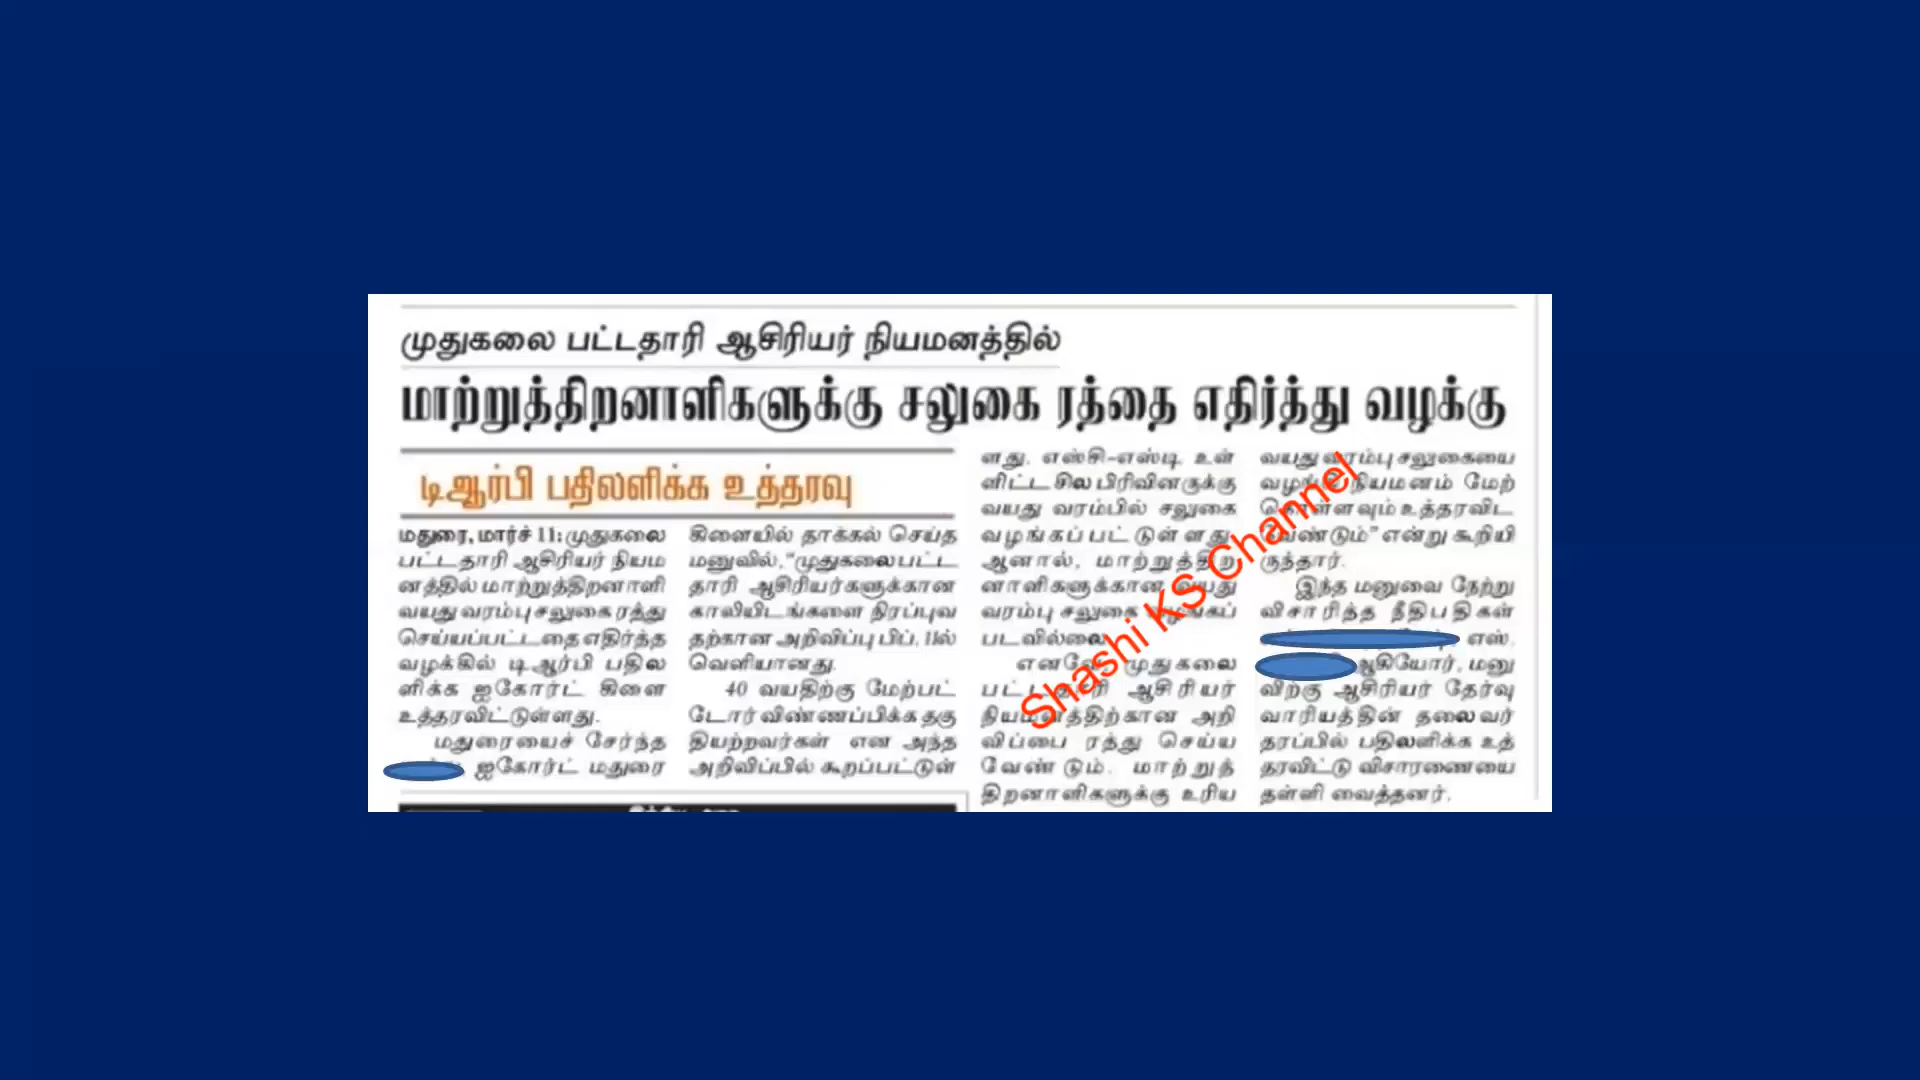 முதுகலை பட்டதாரி ஆசிரியர் நியமனத்தில்
மாற்றுத்திறனாளிகளுக்கு சலுகை ரத்தை எதிர்த்து வழக்கு
டிஆர்பி பதிலளிக்க உத்தரவு
மதுரை, மார்ச் 11: முதுகலை
பட்டதாரி ஆசிரியர் நியம
னத்தில் மாற்றுத்திறனாளி
வயது வரம்பு சலுகை ரத்து
செய்யப்பட்டதை எதிர்த்த
வழக்கில் டிஆர்பி பதில
ளிக்க ஐகோர்ட் கிளை
உத்தரவிட்டுள்ளது.
மதுரையைச் சேர்ந்த
ஐகோர்ட் மதுரை
கிளையில் தாக்கல் செய்த
மனுவில், "முதுகலை பட்ட
தாரி ஆசிரியர்களுக்கான
காலியிடங்களை நிரப்புவ
தற்கான அறிவிப்பு பிப். 11ல்
வெளியானது.
40 வயதிற்கு மேற்பட்
டோர் விண்ணப்பிக்க தகு
தியற்றவர்கள் என அந்த
அறிவிப்பில் கூறப்பட்டுள்
ளது. எஸ்சி-எஸ்டி உள்
ளிட்ட சில பிரிவினருக்கு
வயது வரம்பில் சலுகை
வழங்கப் பட்டுள்ளது.
ஆனால், மாற்றுத்திற
னாளிகளுக்கான வயது
வரம்பு சலுகை வழங்கப்
படவில்லை.
எனவே, முதுகலை
பட்டதாரி ஆசிரியர்
நியமனத்திற்கான அறி
விப்பை ரத்து செய்ய
வேண்டும். மாற்றுத்
திறனாளிகளுக்கு உரிய
வயது வரம்பு சலுகையை
வழங்கி நியமனம் மேற்
கொள்ளவும் உத்தரவிட
வேண்டும்" என்று கூறியி
ருந்தார்.
இந்த மனுவை நேற்று
விசாரித்த நீதிபதிகள்
எஸ்.
ஆகியோர், மனு
விற்கு ஆசிரியர் தேர்வு
வாரியத்தின் தலைவர்
தரப்பில் பதிலளிக்க உத்
தரவிட்டு விசாரணையை
தள்ளி வைத்தனர்.
Shashi KS Channel